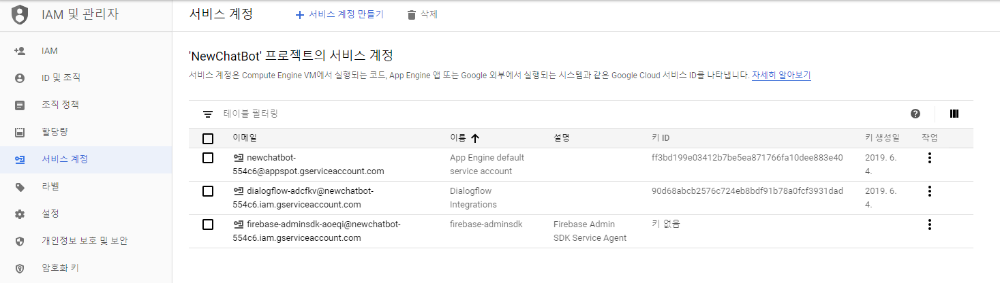 IAM 및 관리자
서비스 계정
서비스 계정 만들기
삭제
IAM
ID 및 조직
조직 정책
할당량
서비스 계정
라벨
설정
개인정보 보호 및 보안
암호화 키
'NewChatBot' 프로젝트의 서비스 계정
서비스 계정은 Compute Engine VM에서 실행되는 코드, App Engine 앱 또는 Google 외부에서 실행되는 시스템과 같은 Google Cloud 서비스 ID를 나타냅니다. 자세히 알아보기
테이블 필터링
이메일 이름 설명 키 ID 키 생성일 작업
newchatbot- App Engine default ff3bd199e03412b7be5ea871766fa10dee883e40 2019. 6.
554c6@appspot.gserviceaccount.com service account 4.
dialogflow-adcfkv@newchatbot- Dialogflow 90d68abcb2576c724eb8bdf91b78a0fcf3931dad 2019. 6.
554c6.iam.gserviceaccount.com Integrations 4.
firebase-adminsdk-aoeqi@newchatbot- firebase-adminsdk Firebase Admin 키 없음
554c6.iam.gserviceaccount.com SDK Service Agent